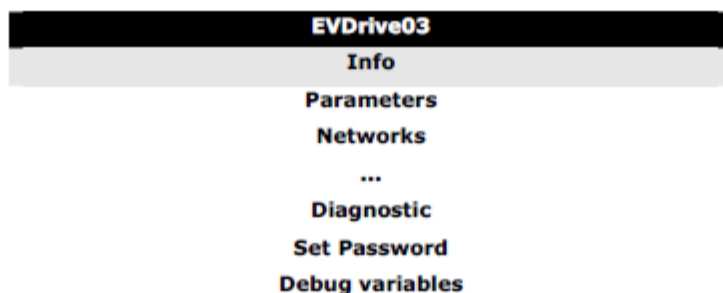 EVDrive03
Info
Parameters
Networks
...
Diagnostic
Set Password
Debug variables